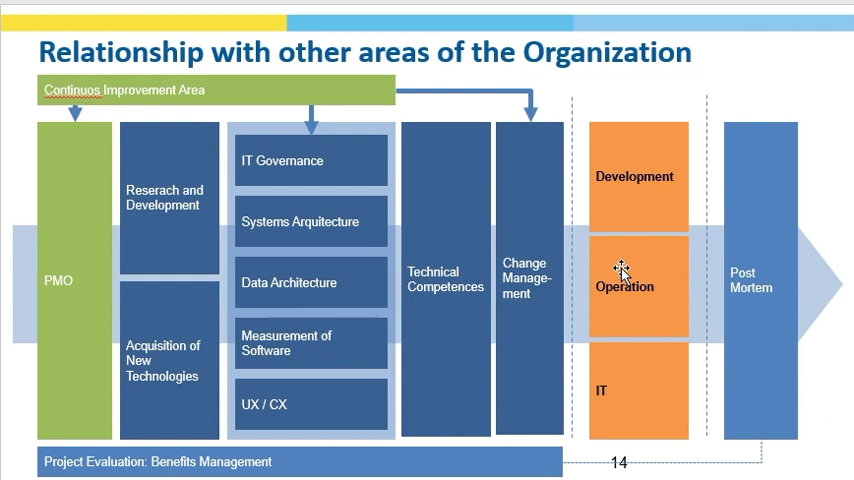 Relationship with other areas of the Organization
Continuos Improvement Area
PMO
Reserach and
Development
Acquisition of
New
Technologies
IT Governance
Systems Arquitecture
Data Architecture
Measurement of
Software
UX / CX
Technical
Competences
Change
Manage-
ment
Development
Operation
IT
Post
Mortem
Project Evaluation: Benefits Management
14